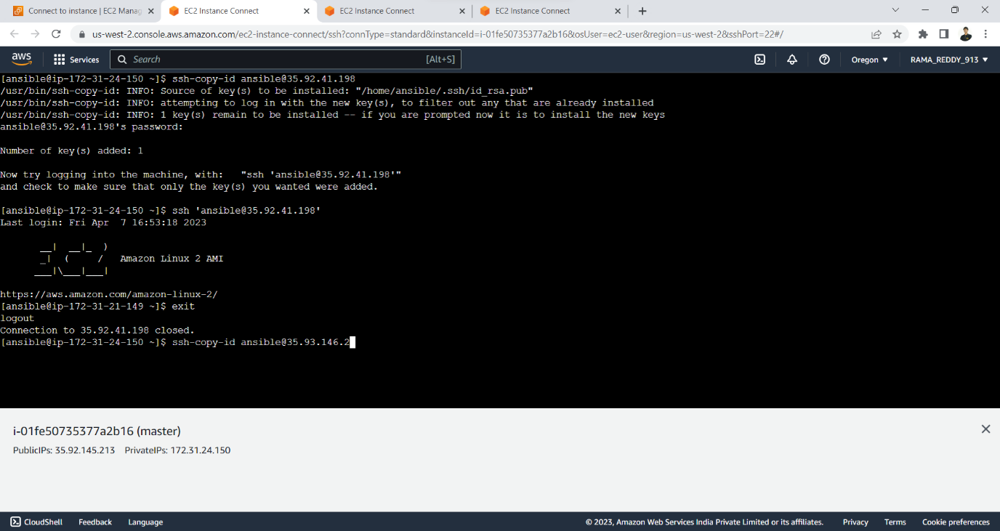 Connect to instance | EC2 Manag
EC2 Instance Connect
EC2 Instance Connect
EC2 Instance Connect
us-west-2.console.aws.amazon.com/ec2-instance-connect/ssh?connType=standard&instanceId=i-01fe50735377a2b16&osUser=ec2-user&region=us-west-2&sshPort=22#/
aws
Services
Search
[Alt+S]
Oregon
RAMA_REDDY_913
[ansible@ip-172-31-24-150 ~]$ ssh-copy-id ansible@35.92.41.198
/usr/bin/ssh-copy-id: INFO: Source of key(s) to be installed: "/home/ansible/.ssh/id_rsa.pub"
/usr/bin/ssh-copy-id: INFO: attempting to log in with the new key(s), to filter out any that are already installed
/usr/bin/ssh-copy-id: INFO: 1 key(s) remain to be installed -- if you are prompted now it is to install the new keys
ansible@35.92.41.198's password:
Number of key(s) added: 1
Now try logging into the machine, with:   "ssh 'ansible@35.92.41.198'"
and check to make sure that only the key(s) you wanted were added.
[ansible@ip-172-31-24-150 ~]$ ssh 'ansible@35.92.41.198'
Last login: Fri Apr  7 16:53:18 2023
       __|  __|_  )
       _|  (     /   Amazon Linux 2 AMI
      ___|\___|___|
https://aws.amazon.com/amazon-linux-2/
[ansible@ip-172-31-21-149 ~]$ exit
logout
Connection to 35.92.41.198 closed.
[ansible@ip-172-31-24-150 ~]$ ssh-copy-id ansible@35.93.146.2
i-01fe50735377a2b16 (master)
PublicIPs: 35.92.145.213 PrivateIPs: 172.31.24.150
CloudShell
Feedback
Language
© 2023, Amazon Web Services India Private Limited or its affiliates.
Privacy
Terms
Cookie preferences